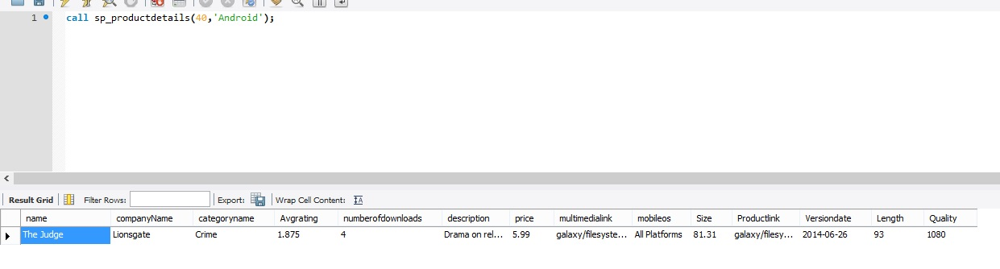 1 call sp_productdetails(40,'Android');
Result Grid Filter Rows: Export: Wrap Cell Content:
name companyName categoryname Avgrating numberofdownloads description price multimedialink mobileos Size Productlink Versiondate Length Quality
The Judge Lionsgate Crime 1.875 4 Drama on rel... 5.99 galaxy/filesyste... All Platforms 81.31 galaxy/filesy... 2014-06-26 93 1080